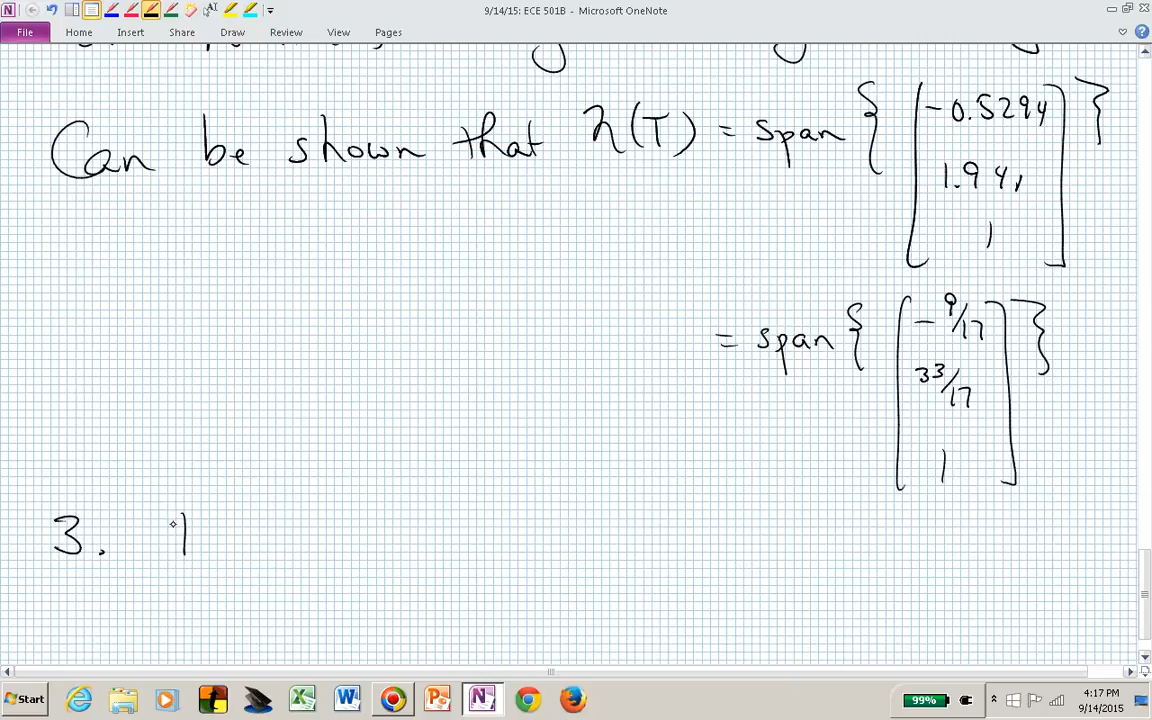 9/14/15: ECE 501B - Microsoft OneNote
File Home Insert Share Draw Review View Pages
Can be shown that η(T) = span { [ -0.5294
1.941
1 ] }
= span { [ -9/17
33/17
1 ] }
3.
Start
99%
4:17 PM
9/14/2015